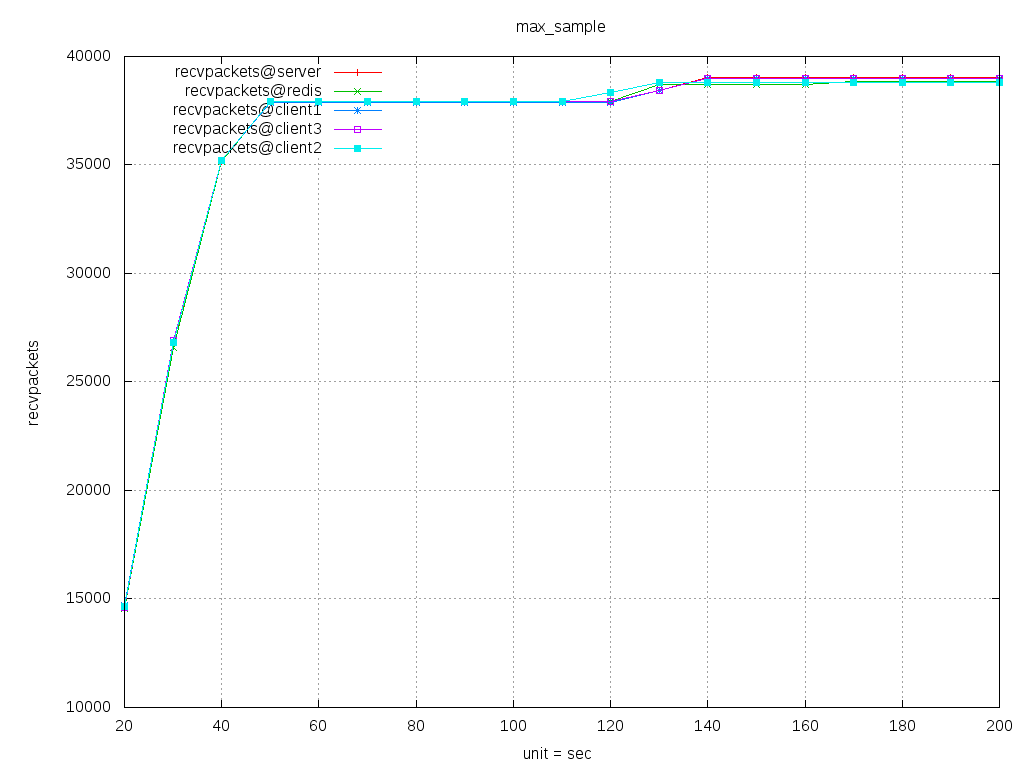 max_sample
40000
35000
30000
25000
20000
15000
10000
recvpackets
recvpackets@server
recvpackets@redis
recvpackets@client1
recvpackets@client3
recvpackets@client2
20 40 60 80 100 120 140 160 180 200
unit = sec